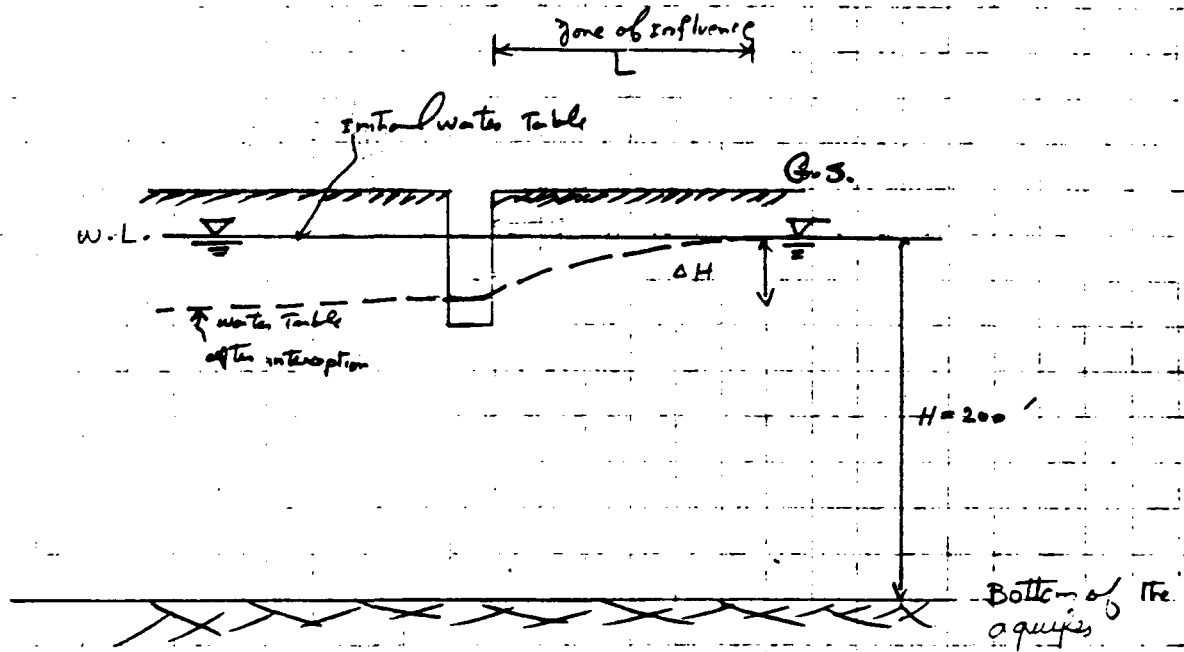 Zone of Influence
L
Initial water Table
G.S.
W.L.
ΔH
water Table
after interception
H = 200'
Bottom of the
aquifer